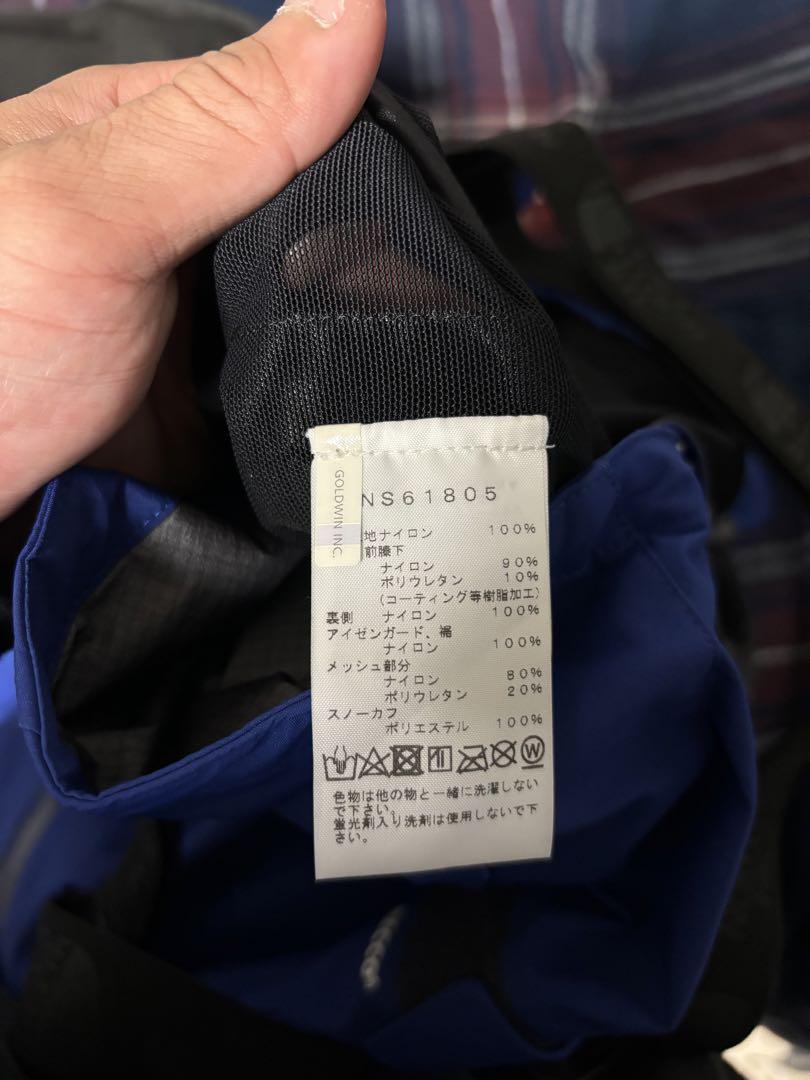 GOLDWIN INC.
NS61805
地ナイロン 100%
前膝下
ナイロン 90%
ポリウレタン 10%
(コーティング等樹脂加工)
裏側 ナイロン 100%
アイゼンガード、裾
ナイロン 100%
メッシュ部分
ナイロン 80%
ポリウレタン 20%
スノーカフ
ポリエステル 100%
W
色物は他の物と一緒に洗濯しない
で下さい。
蛍光剤入り洗剤は使用しないで下
さい。